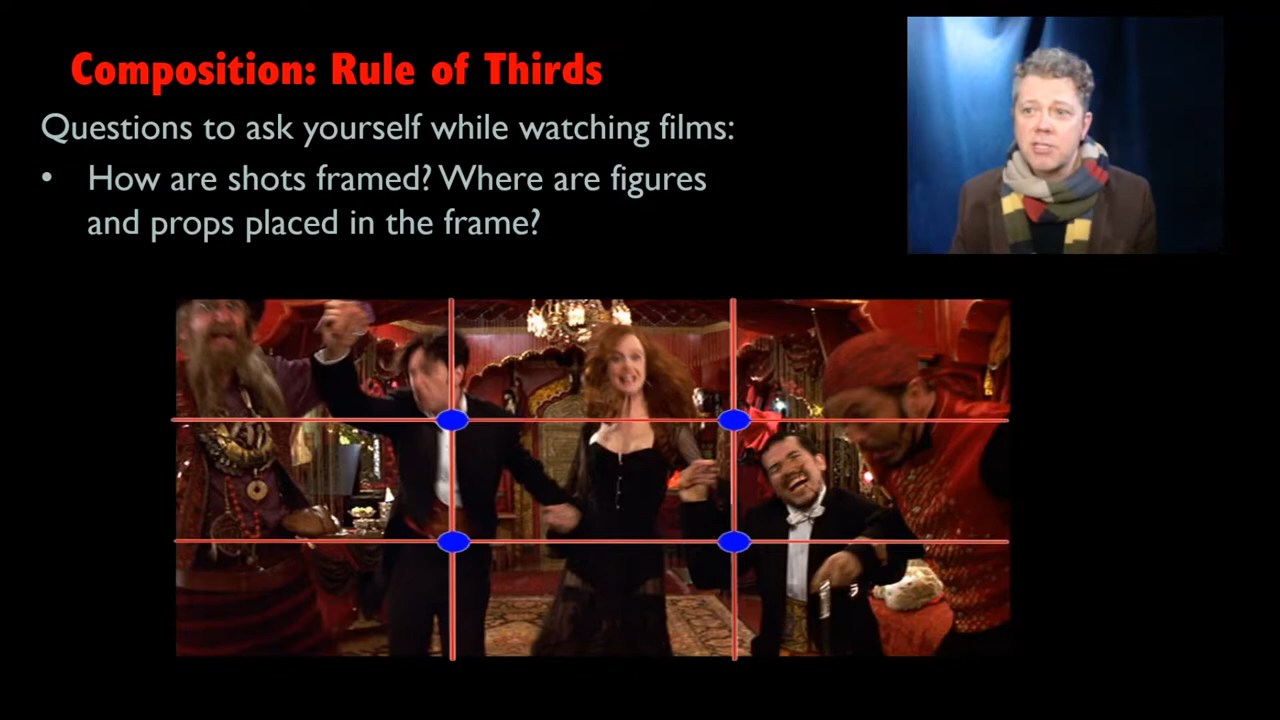 Composition: Rule of Thirds
Questions to ask yourself while watching films:
• How are shots framed? Where are figures
and props placed in the frame?